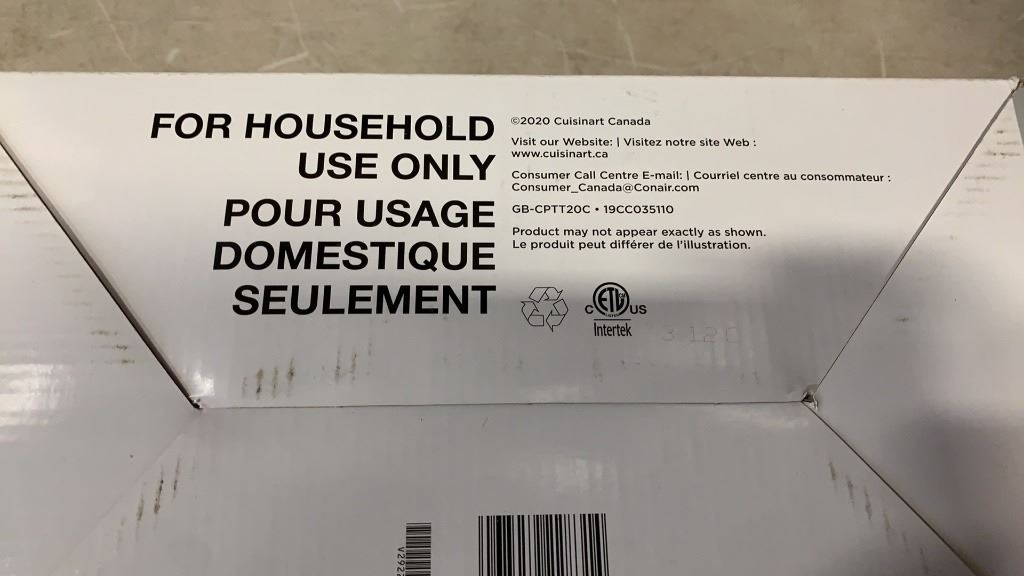 FOR HOUSEHOLD
USE ONLY
POUR USAGE
DOMESTIQUE
SEULEMENT
©2020 Cuisinart Canada
Visit our Website: | Visitez notre site Web :
www.cuisinart.ca
Consumer Call Centre E-mail: | Courriel centre au consommateur :
Consumer_Canada@Conair.com
GB-CPTT20C • 19CC035110
Product may not appear exactly as shown.
Le produit peut différer de l'illustration.
C ETL US
LISTED
Intertek